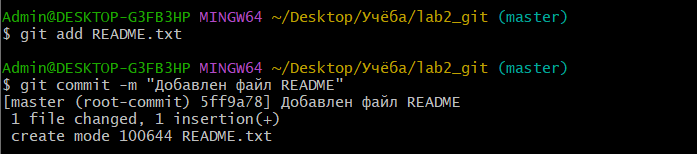 Admin@DESKTOP-G3FB3HP MINGW64 ~/Desktop/Учёба/lab2_git (master)
$ git add README.txt
Admin@DESKTOP-G3FB3HP MINGW64 ~/Desktop/Учёба/lab2_git (master)
$ git commit -m "Добавлен файл README"
[master (root-commit) 5ff9a78] Добавлен файл README
 1 file changed, 1 insertion(+)
 create mode 100644 README.txt